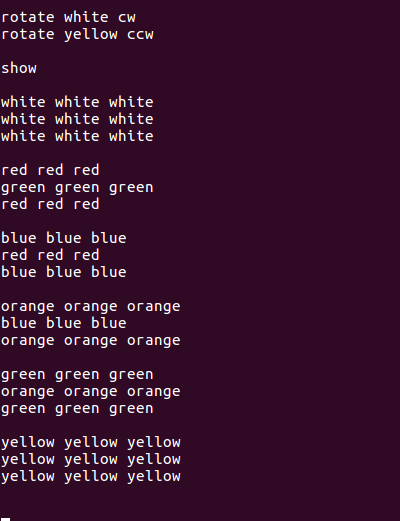 rotate white cw
rotate yellow ccw
show
white white white
white white white
white white white
red red red
green green green
red red red
blue blue blue
red red red
blue blue blue
orange orange orange
blue blue blue
orange orange orange
green green green
orange orange orange
green green green
yellow yellow yellow
yellow yellow yellow
yellow yellow yellow